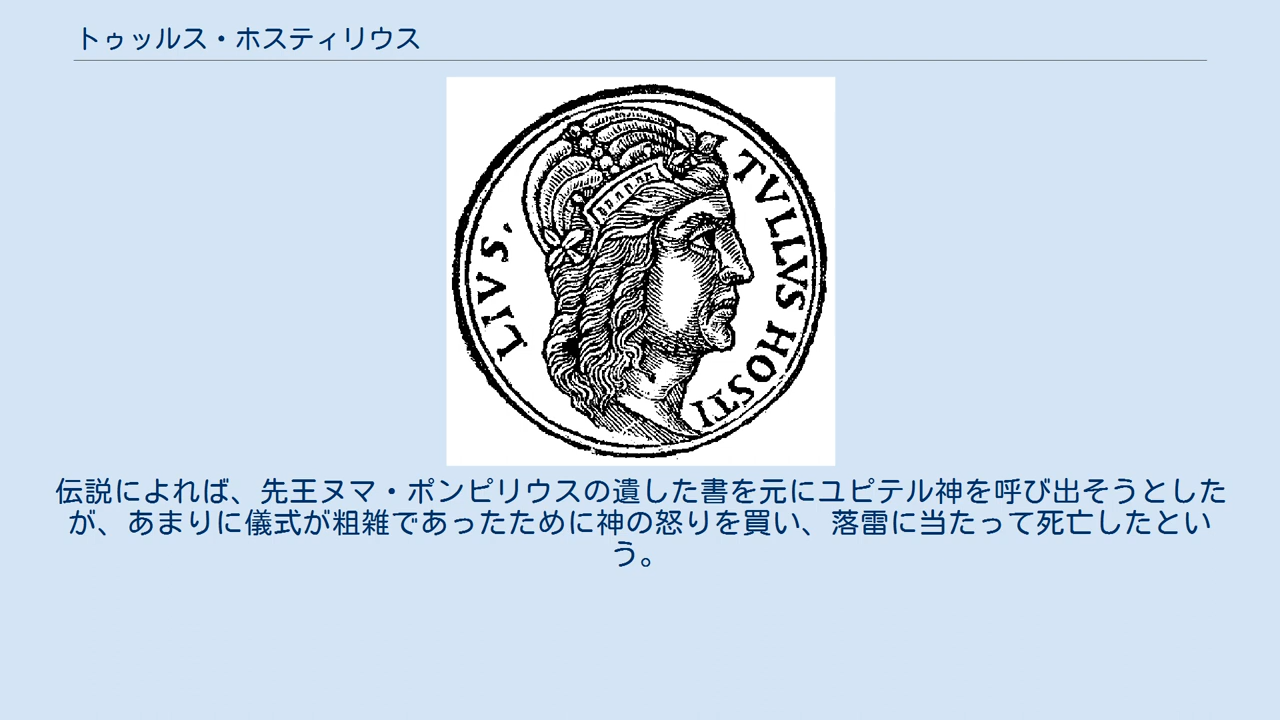 トゥッルス・ホスティリウス
LIVS,
TVLLVS HOSTI
伝説によれば、先王ヌマ・ポンピリウスの遺した書を元にユピテル神を呼び出そうとした
が、あまりに儀式が粗雑であったために神の怒りを買い、落雷に当たって死亡したとい
う。